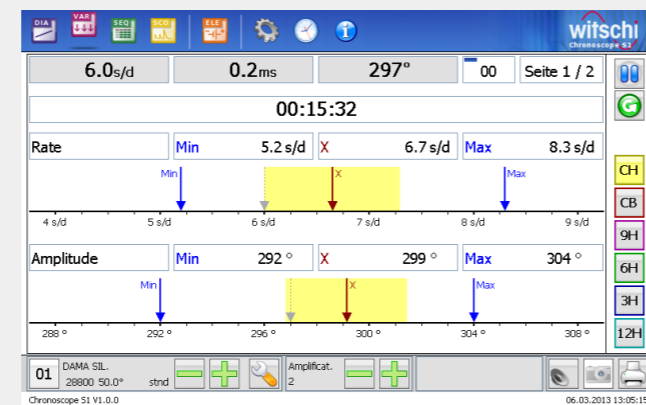 DIA VAR SEQ SCO ELE witschi
Chronoscope S1
6.0s/d 0.2ms 297° 00 Seite 1 / 2
00:15:32
Rate Min 5.2 s/d X 6.7 s/d Max 8.3 s/d
Min X Max
4 s/d 5 s/d 6 s/d 7 s/d 8 s/d 9 s/d
Amplitude Min 292 ° X 299 ° Max 304 °
Min X Max
288 ° 292 ° 296 ° 300 ° 304 ° 308 °
CH
CB
9H
6H
3H
12H
01 DAMA SIL. Amplificat.
28800 50.0° stnd 2
Chronoscope S1 V1.0.0 06.03.2013 13:05:15